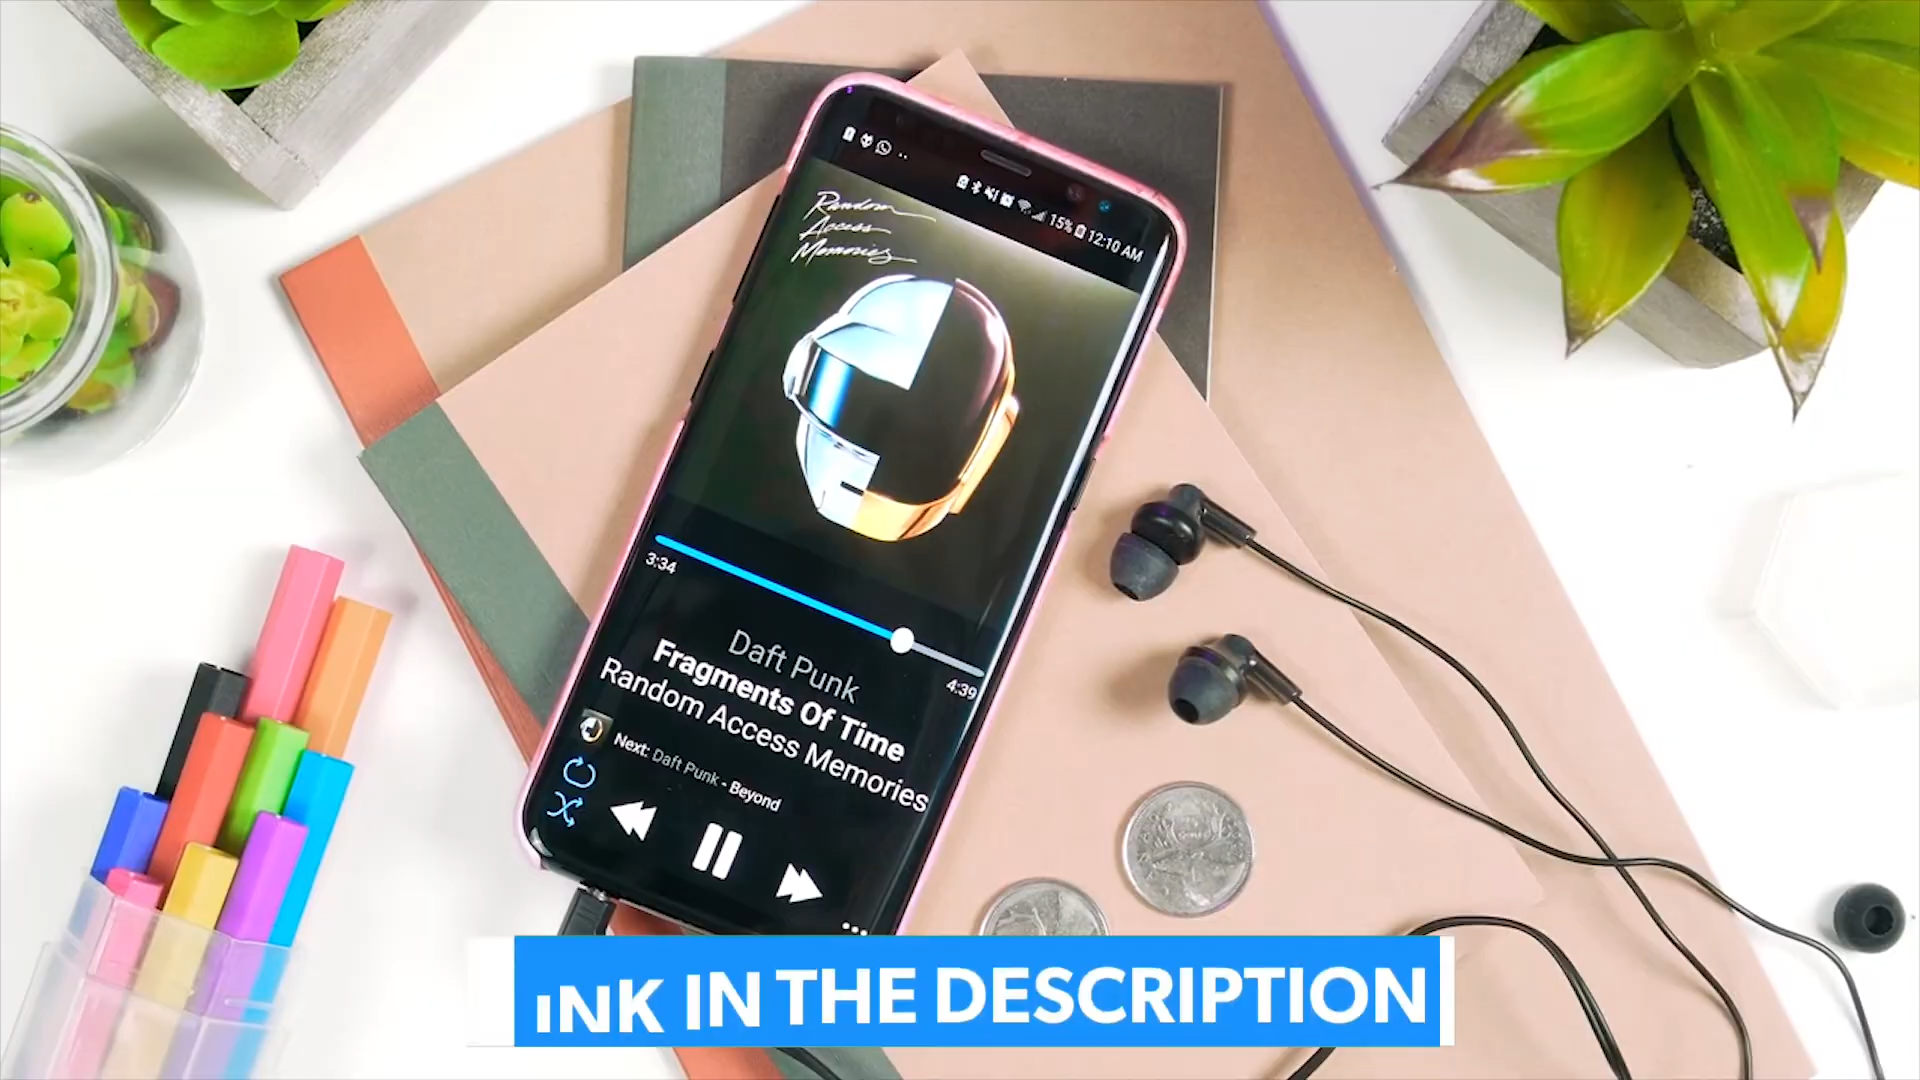 15% 12:10 AM
Random
Access
Memories
3:34
4:39
Daft Punk
Fragments Of Time
Random Access Memories
Next: Daft Punk - Beyond
INK IN THE DESCRIPTION